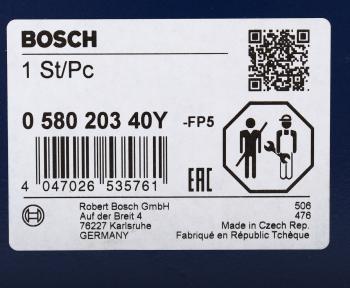 BOSCH
1 St/Pc
0 580 203 40Y -FP5
4 047026 535761
EAC
Robert Bosch GmbH
Auf der Breit 4
76227 Karlsruhe
GERMANY
506
476
Made in Czech Rep.
Fabriqué en République Tchèque